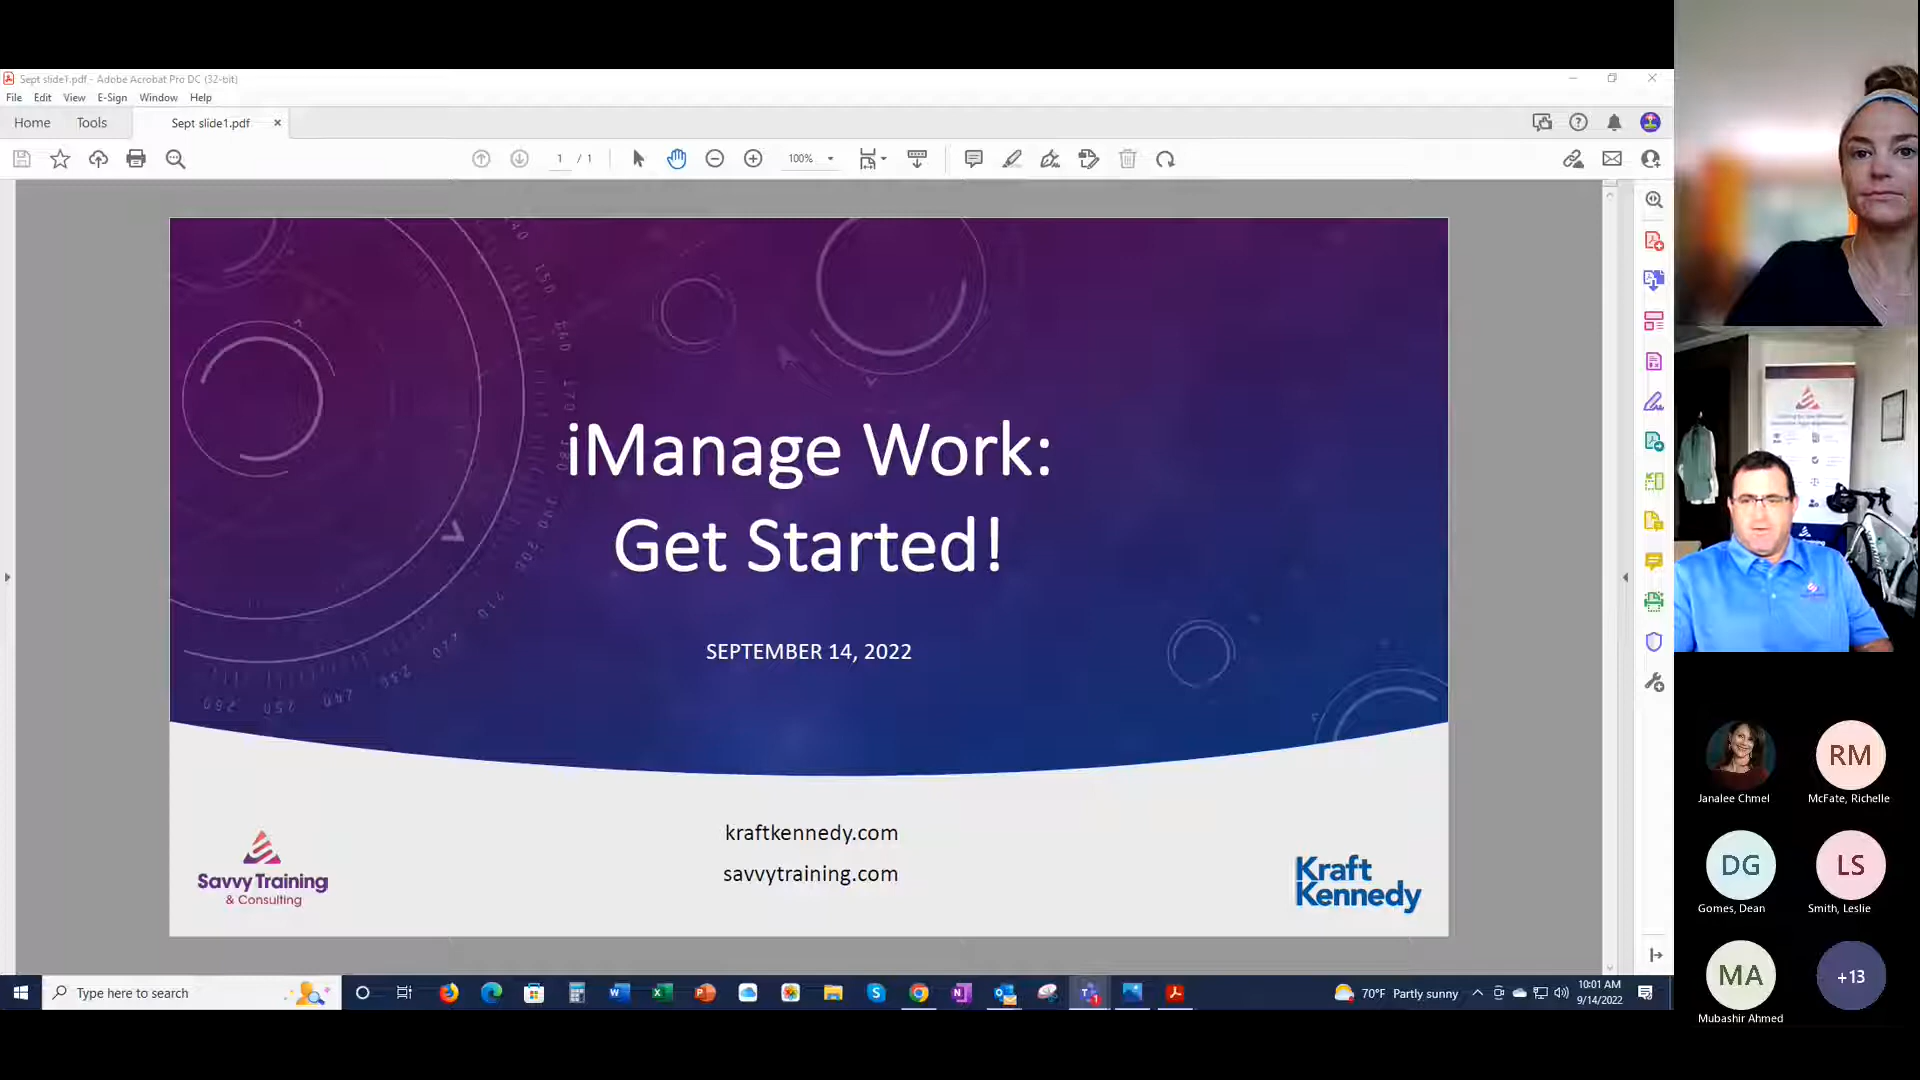 Sept slide1.pdf - Adobe Acrobat Pro DC (32-bit)
File Edit View E-Sign Window Help
Home Tools Sept slide1.pdf
1 / 1 100%
iManage Work:
Get Started!
SEPTEMBER 14, 2022
kraftkennedy.com
savvytraining.com
Savvy Training
& Consulting
Kraft
Kennedy
Type here to search
70°F Partly sunny
10:01 AM
9/14/2022
Janalee Chmel
RM
McFate, Richelle
DG
Gomes, Dean
LS
Smith, Leslie
MA
Mubashir Ahmed
+13